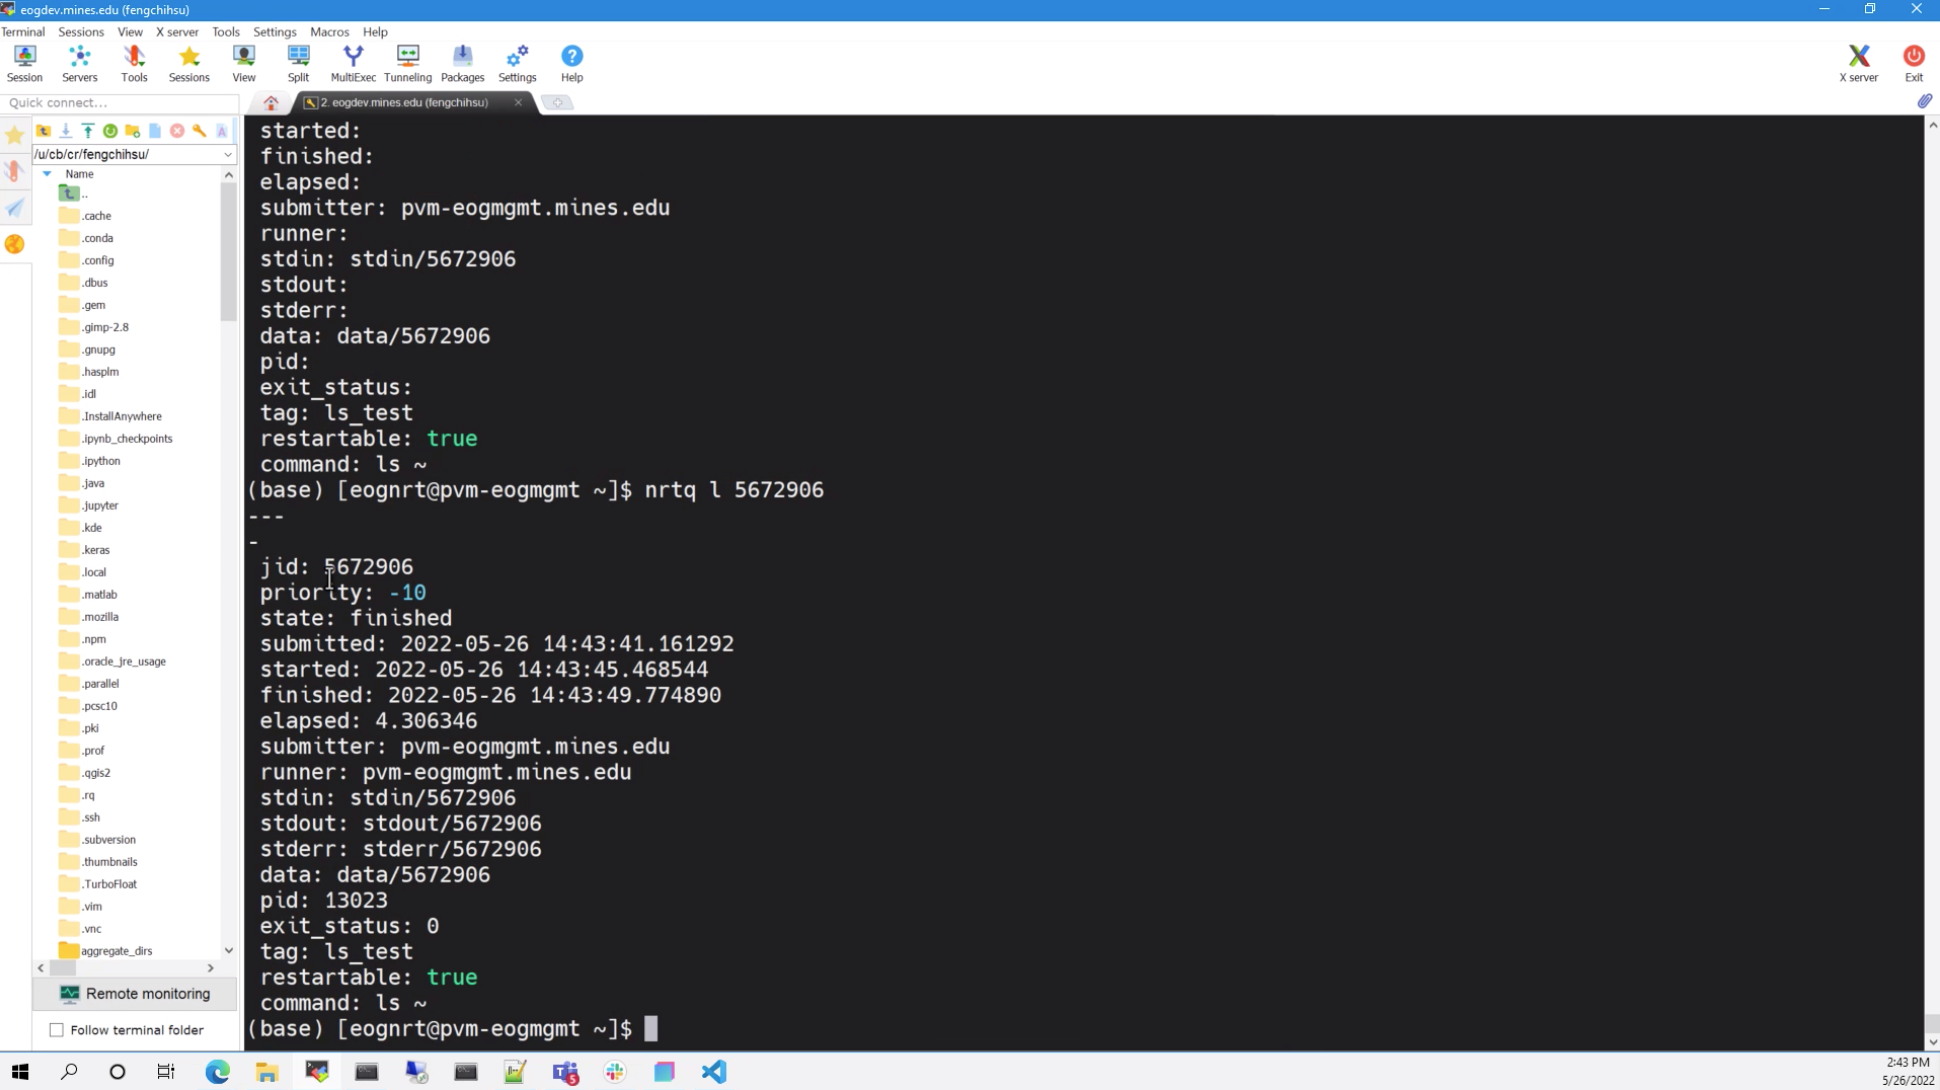 eogdev.mines.edu (fengchihsu)
Terminal Sessions View X server Tools Settings Macros Help
Session Servers Tools Sessions View Split MultiExec Tunneling Packages Settings Help X server Exit
Quick connect...
2. eogdev.mines.edu (fengchihsu)
/u/cb/cr/fengchihsu/
Name
..
.cache
.conda
.config
.dbus
.gem
.gimp-2.8
.gnupg
.hasplm
.idl
.InstallAnywhere
.ipynb_checkpoints
.ipython
.java
.jupyter
.kde
.keras
.local
.matlab
.mozilla
.npm
.oracle_jre_usage
.parallel
.pcsc10
.pki
.prof
.qgis2
.rq
.ssh
.subversion
.thumbnails
.TurboFloat
.vim
.vnc
aggregate_dirs
Remote monitoring
Follow terminal folder
started:
finished:
elapsed:
submitter: pvm-eogmgmt.mines.edu
runner:
stdin: stdin/5672906
stdout:
stderr:
data: data/5672906
pid:
exit_status:
tag: ls_test
restartable: true
command: ls ~
(base) [eognrt@pvm-eogmgmt ~]$ nrtq l 5672906
---
-
jid: 5672906
priority: -10
state: finished
submitted: 2022-05-26 14:43:41.161292
started: 2022-05-26 14:43:45.468544
finished: 2022-05-26 14:43:49.774890
elapsed: 4.306346
submitter: pvm-eogmgmt.mines.edu
runner: pvm-eogmgmt.mines.edu
stdin: stdin/5672906
stdout: stdout/5672906
stderr: stderr/5672906
data: data/5672906
pid: 13023
exit_status: 0
tag: ls_test
restartable: true
command: ls ~
(base) [eognrt@pvm-eogmgmt ~]$
2:43 PM
5/26/2022